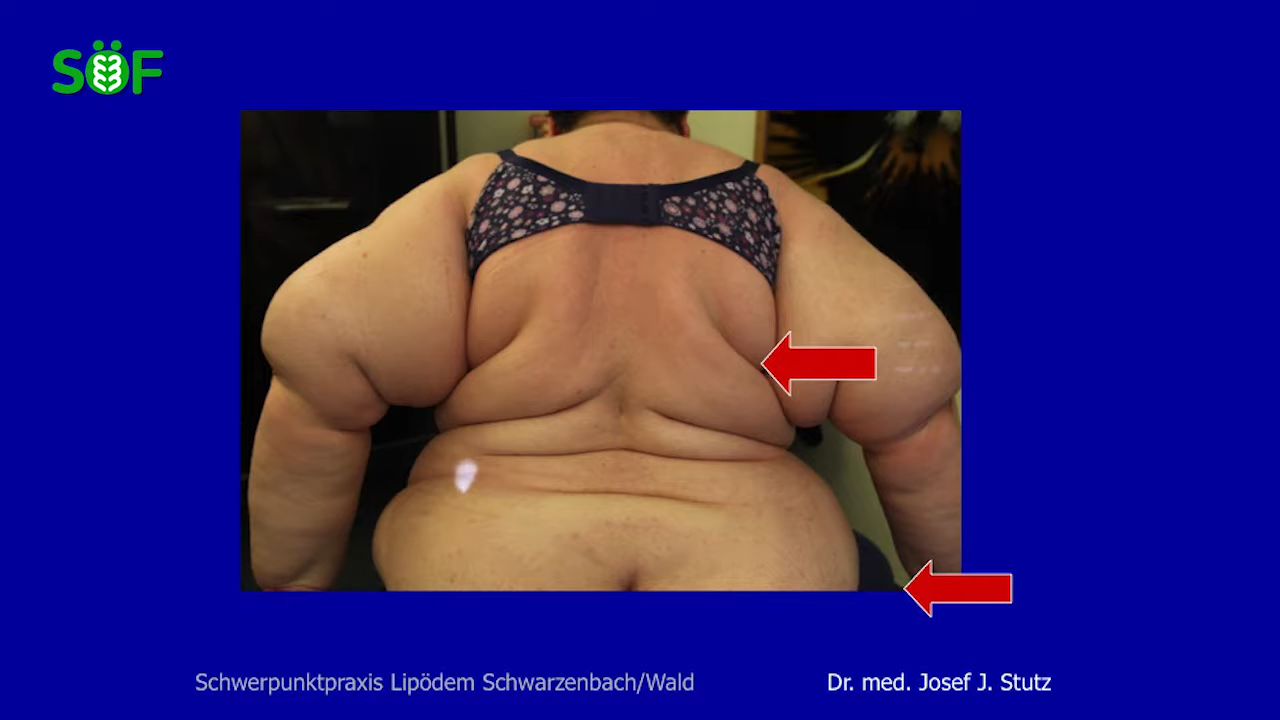 SÖF
Schwerpunktpraxis Lipödem Schwarzenbach/Wald
Dr. med. Josef J. Stutz